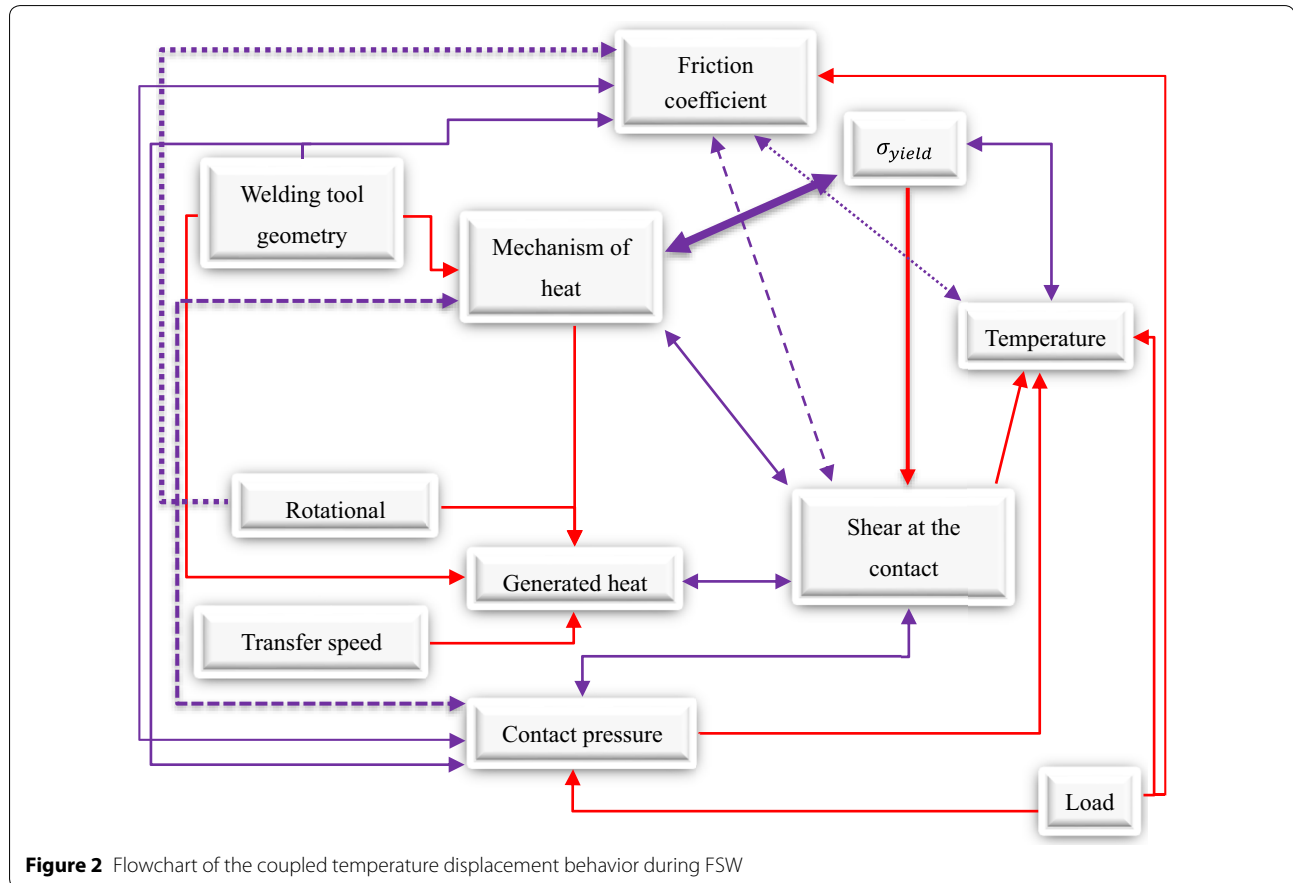 Friction
coefficient
σyield
Welding tool
geometry
Mechanism of
heat
Temperature
Rotational
Shear at the
contact
Generated heat
Transfer speed
Contact pressure
Load
Figure 2 Flowchart of the coupled temperature displacement behavior during FSW